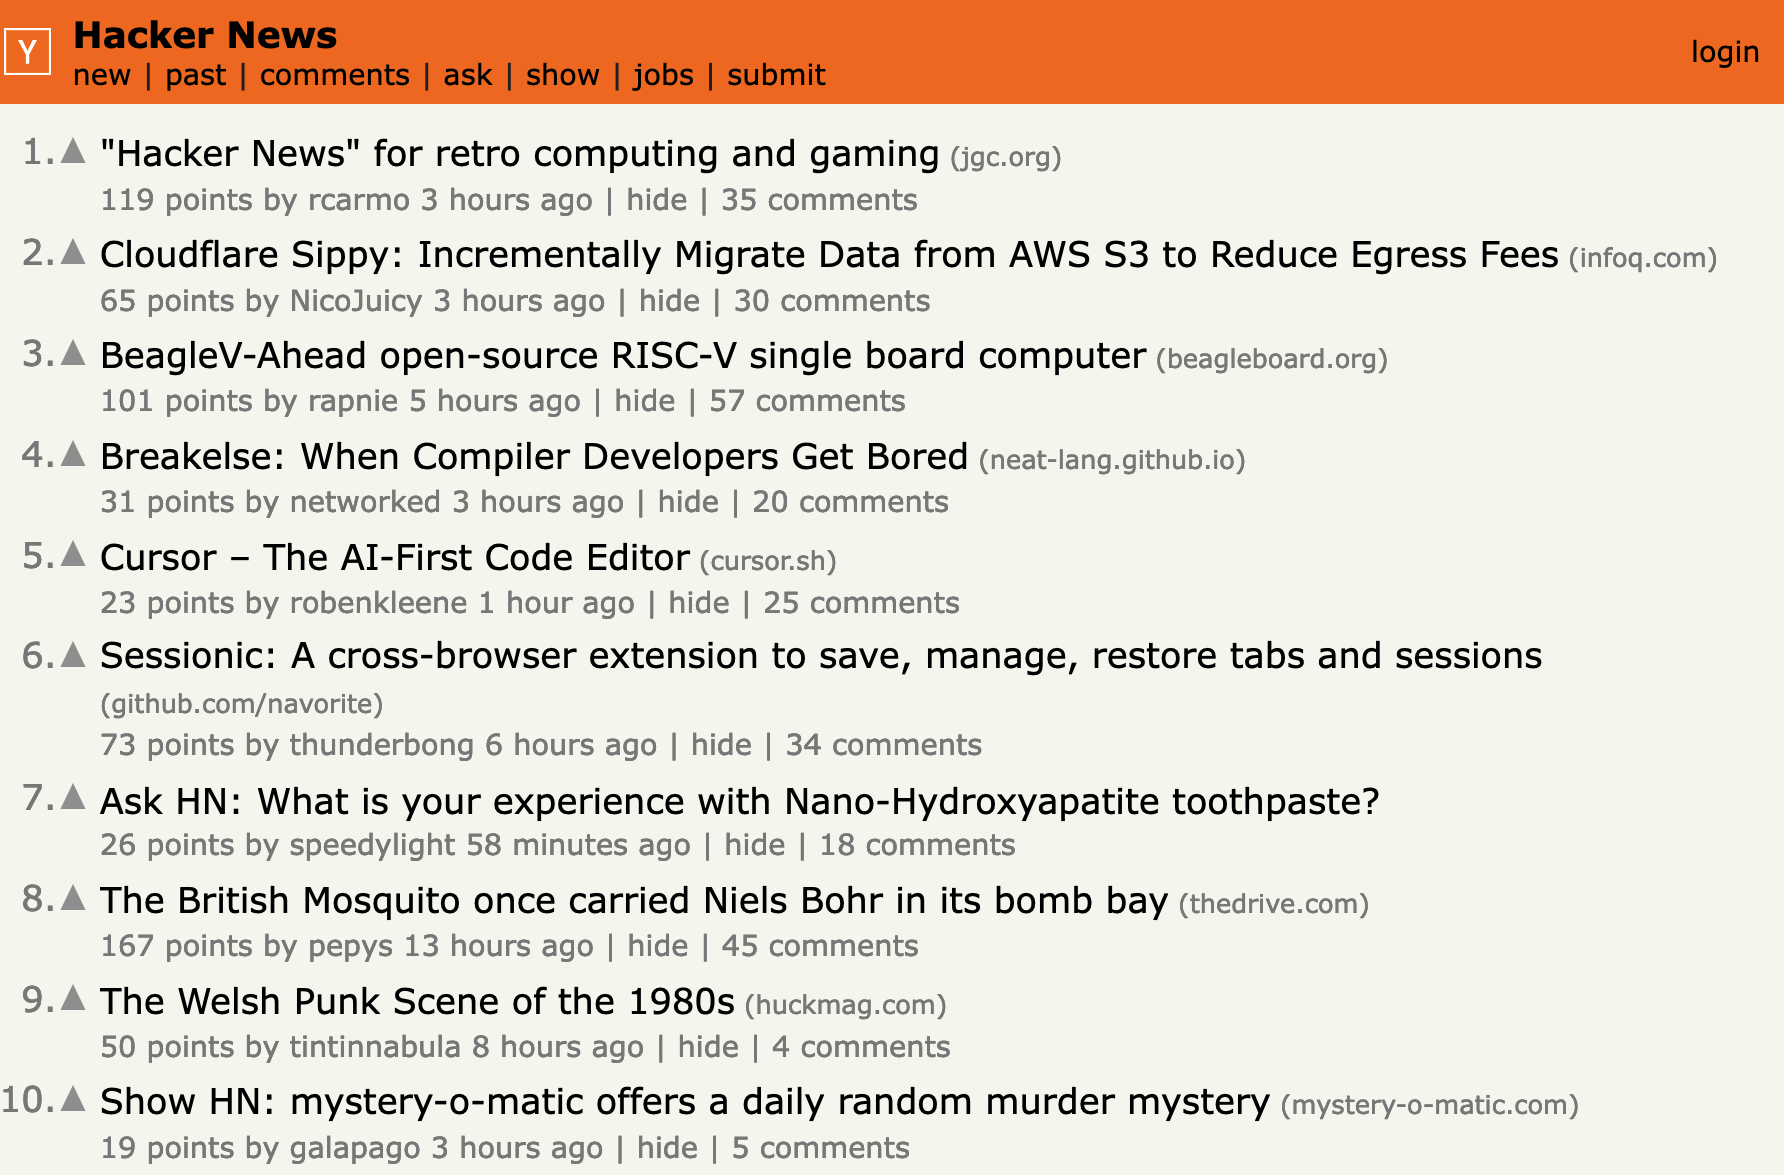 Y
Hacker News
new | past | comments | ask | show | jobs | submit
login
1. "Hacker News" for retro computing and gaming (jgc.org)
119 points by rcarmo 3 hours ago | hide | 35 comments
2. Cloudflare Sippy: Incrementally Migrate Data from AWS S3 to Reduce Egress Fees (infoq.com)
65 points by NicoJuicy 3 hours ago | hide | 30 comments
3. BeagleV-Ahead open-source RISC-V single board computer (beagleboard.org)
101 points by rapnie 5 hours ago | hide | 57 comments
4. Breakelse: When Compiler Developers Get Bored (neat-lang.github.io)
31 points by networked 3 hours ago | hide | 20 comments
5. Cursor – The AI-First Code Editor (cursor.sh)
23 points by robenkleene 1 hour ago | hide | 25 comments
6. Sessionic: A cross-browser extension to save, manage, restore tabs and sessions
(github.com/navorite)
73 points by thunderbong 6 hours ago | hide | 34 comments
7. Ask HN: What is your experience with Nano-Hydroxyapatite toothpaste?
26 points by speedylight 58 minutes ago | hide | 18 comments
8. The British Mosquito once carried Niels Bohr in its bomb bay (thedrive.com)
167 points by pepys 13 hours ago | hide | 45 comments
9. The Welsh Punk Scene of the 1980s (huckmag.com)
50 points by tintinnabula 8 hours ago | hide | 4 comments
10. Show HN: mystery-o-matic offers a daily random murder mystery (mystery-o-matic.com)
19 points by galapago 3 hours ago | hide | 5 comments